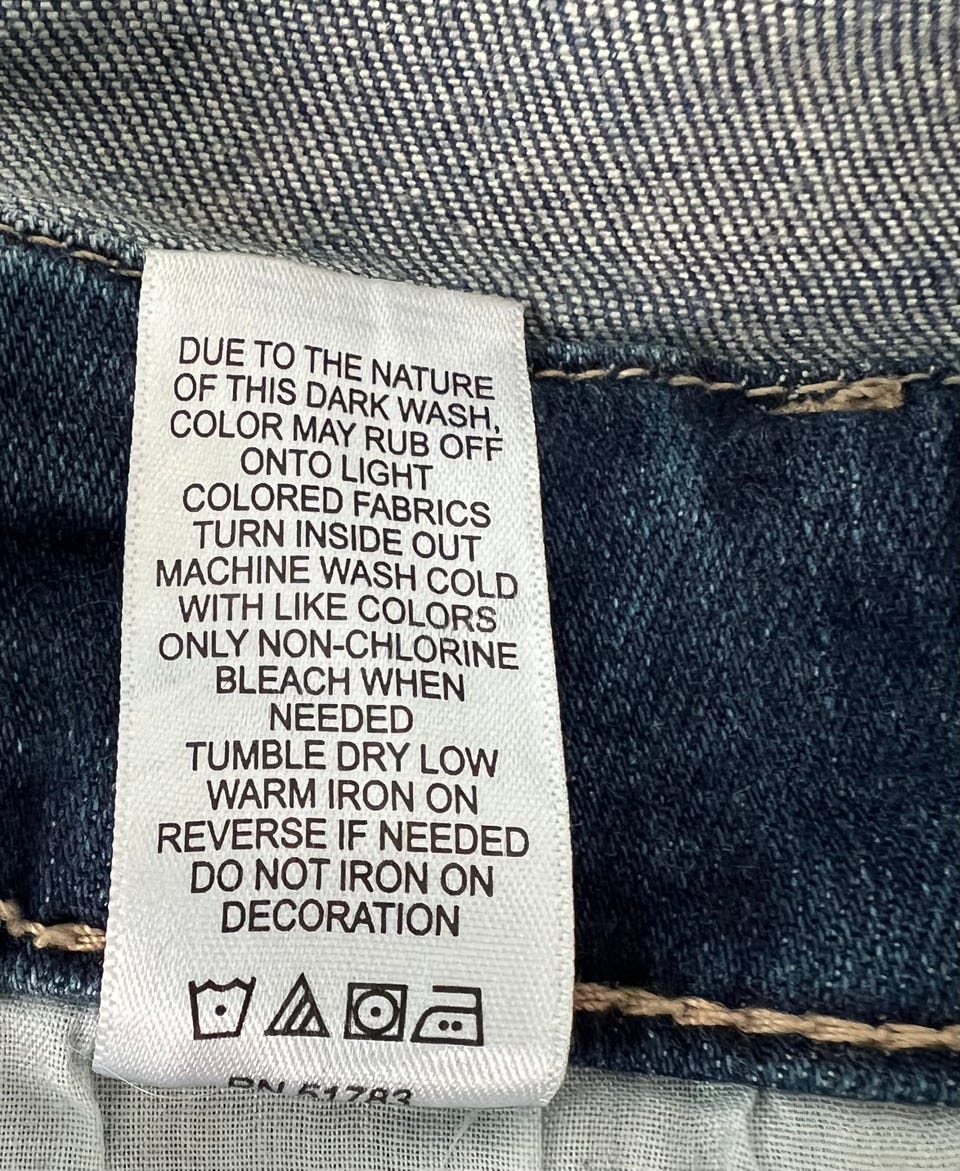 DUE TO THE NATURE
OF THIS DARK WASH,
COLOR MAY RUB OFF
ONTO LIGHT
COLORED FABRICS
TURN INSIDE OUT
MACHINE WASH COLD
WITH LIKE COLORS
ONLY NON-CHLORINE
BLEACH WHEN
NEEDED
TUMBLE DRY LOW
WARM IRON ON
REVERSE IF NEEDED
DO NOT IRON ON
DECORATION
RN 51783